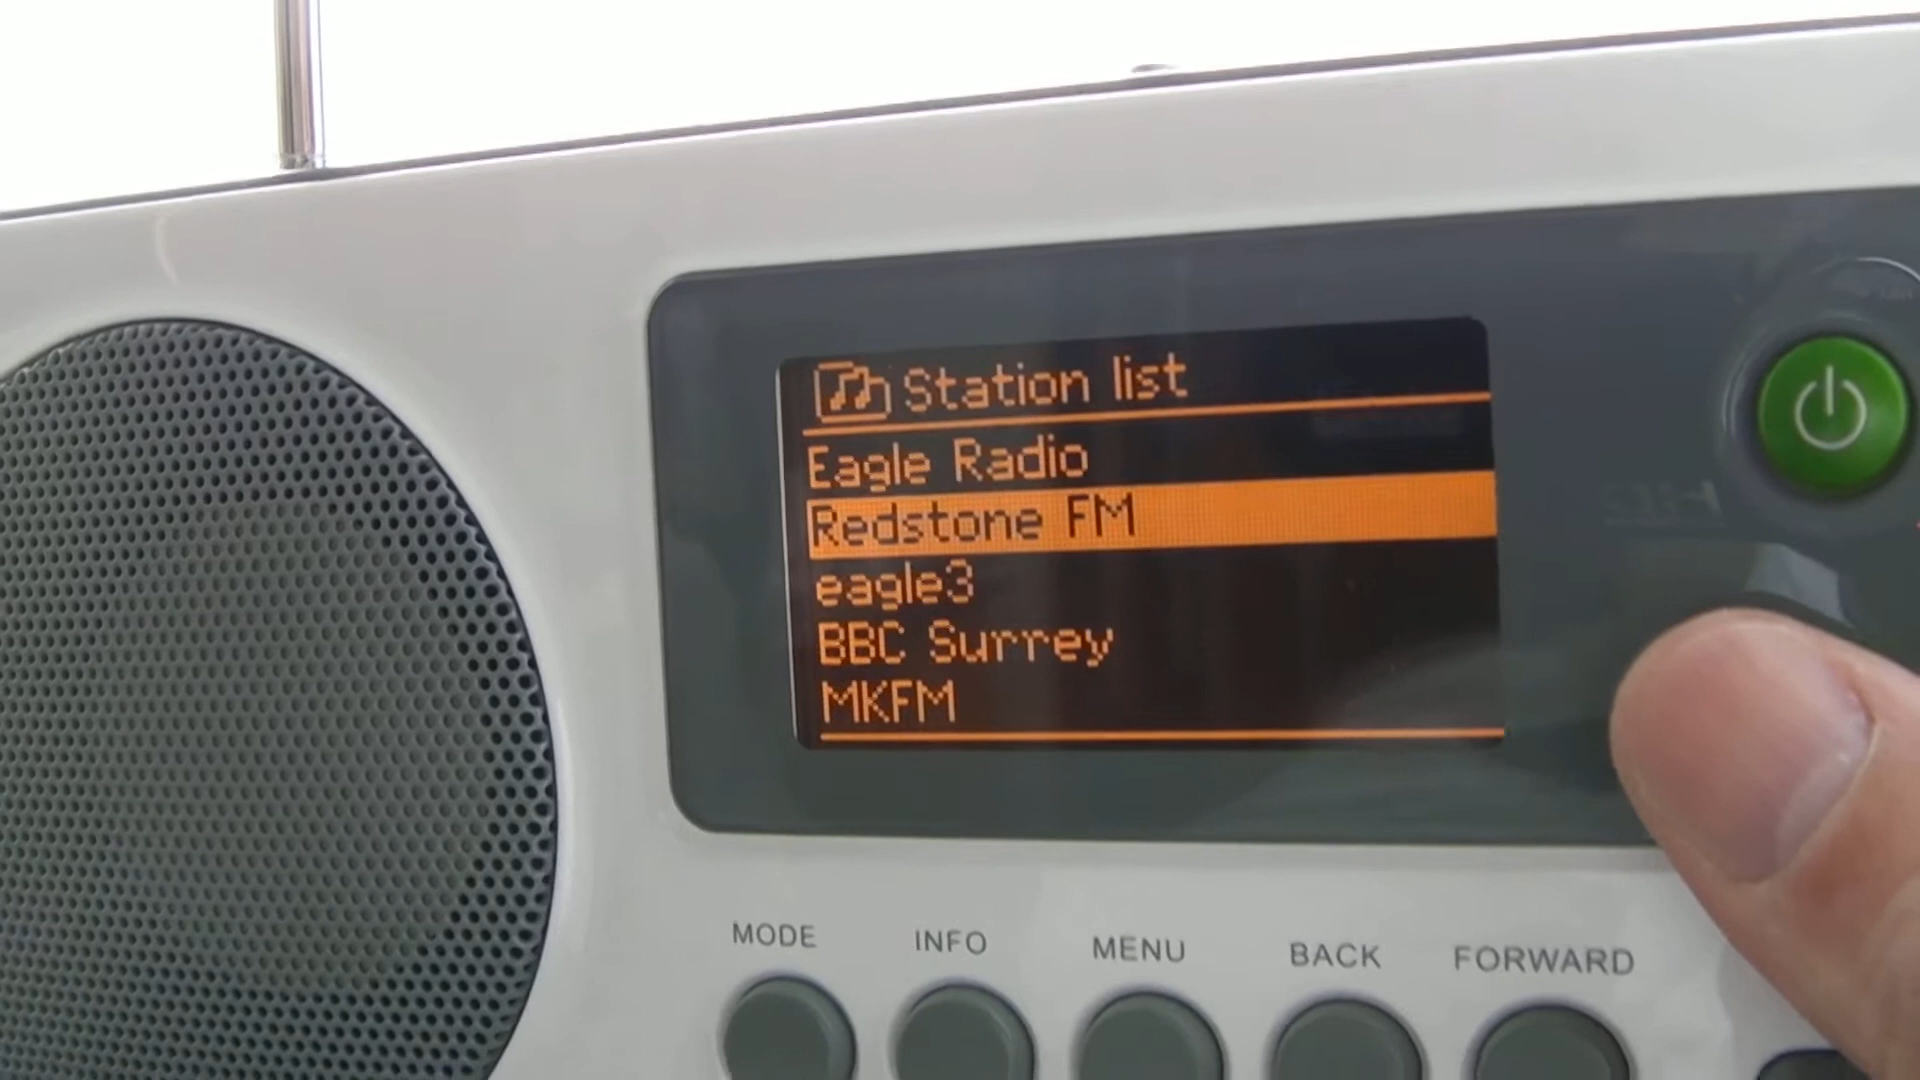 Station list
Eagle Radio
Redstone FM
eagle3
BBC Surrey
MKFM
MODE
INFO
MENU
BACK
FORWARD